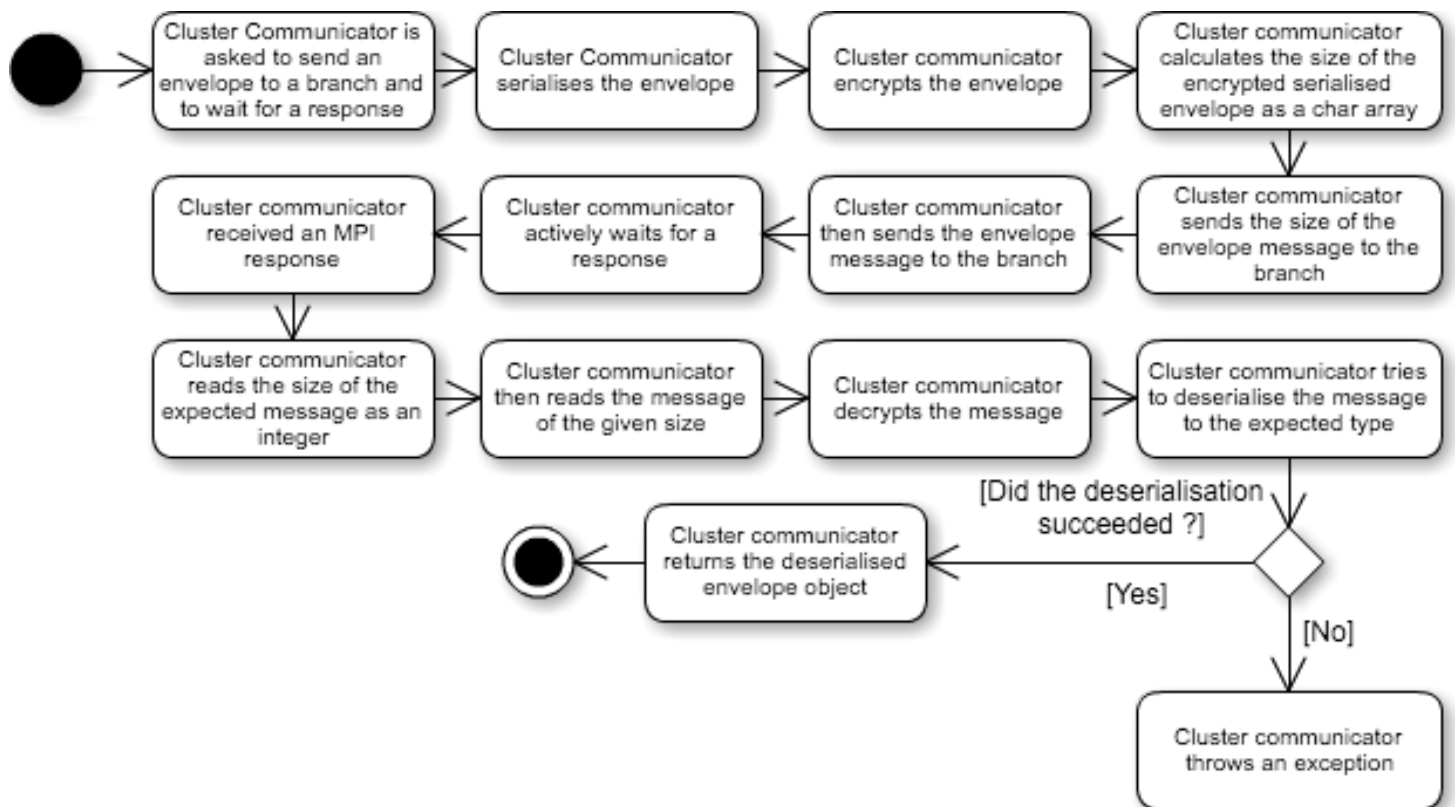 Cluster Communicator is
asked to send an
envelope to a branch and
to wait for a response
Cluster Communicator
serialises the envelope
Cluster communicator
encrypts the envelope
Cluster communicator
calculates the size of the
encrypted serialised
envelope as a char array
Cluster communicator
sends the size of the
envelope message to the
branch
Cluster communicator
then sends the envelope
message to the branch
Cluster communicator
actively waits for a
response
Cluster communicator
received an MPI
response
Cluster communicator
reads the size of the
expected message as an
integer
Cluster communicator
then reads the message
of the given size
Cluster communicator
decrypts the message
Cluster communicator tries
to deserialise the message
to the expected type
[Did the deserialisation
succeeded ?]
[Yes]
Cluster communicator
returns the deserialised
envelope object
[No]
Cluster communicator
throws an exception